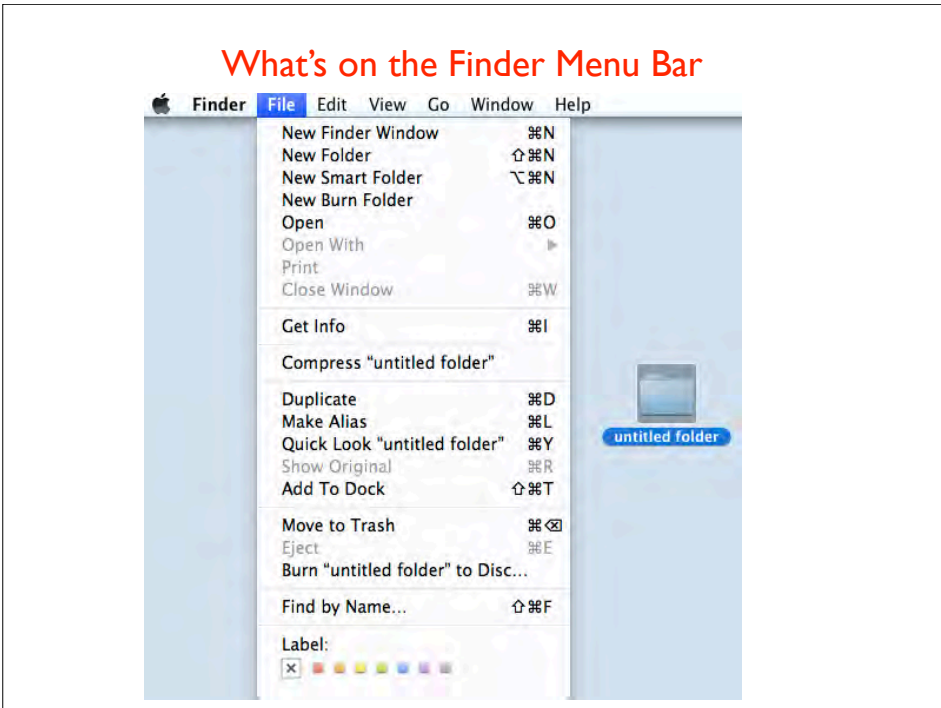 What's on the Finder Menu Bar
Finder File Edit View Go Window Help
New Finder Window ⌘N
New Folder ⇧⌘N
New Smart Folder ⌥⌘N
New Burn Folder
Open ⌘O
Open With ▶
Print
Close Window ⌘W
Get Info ⌘I
Compress “untitled folder”
Duplicate ⌘D
Make Alias ⌘L
Quick Look “untitled folder” ⌘Y
Show Original ⌘R
Add To Dock ⇧⌘T
Move to Trash ⌘⌫
Eject ⌘E
Burn “untitled folder” to Disc...
Find by Name... ⇧⌘F
Label:
untitled folder